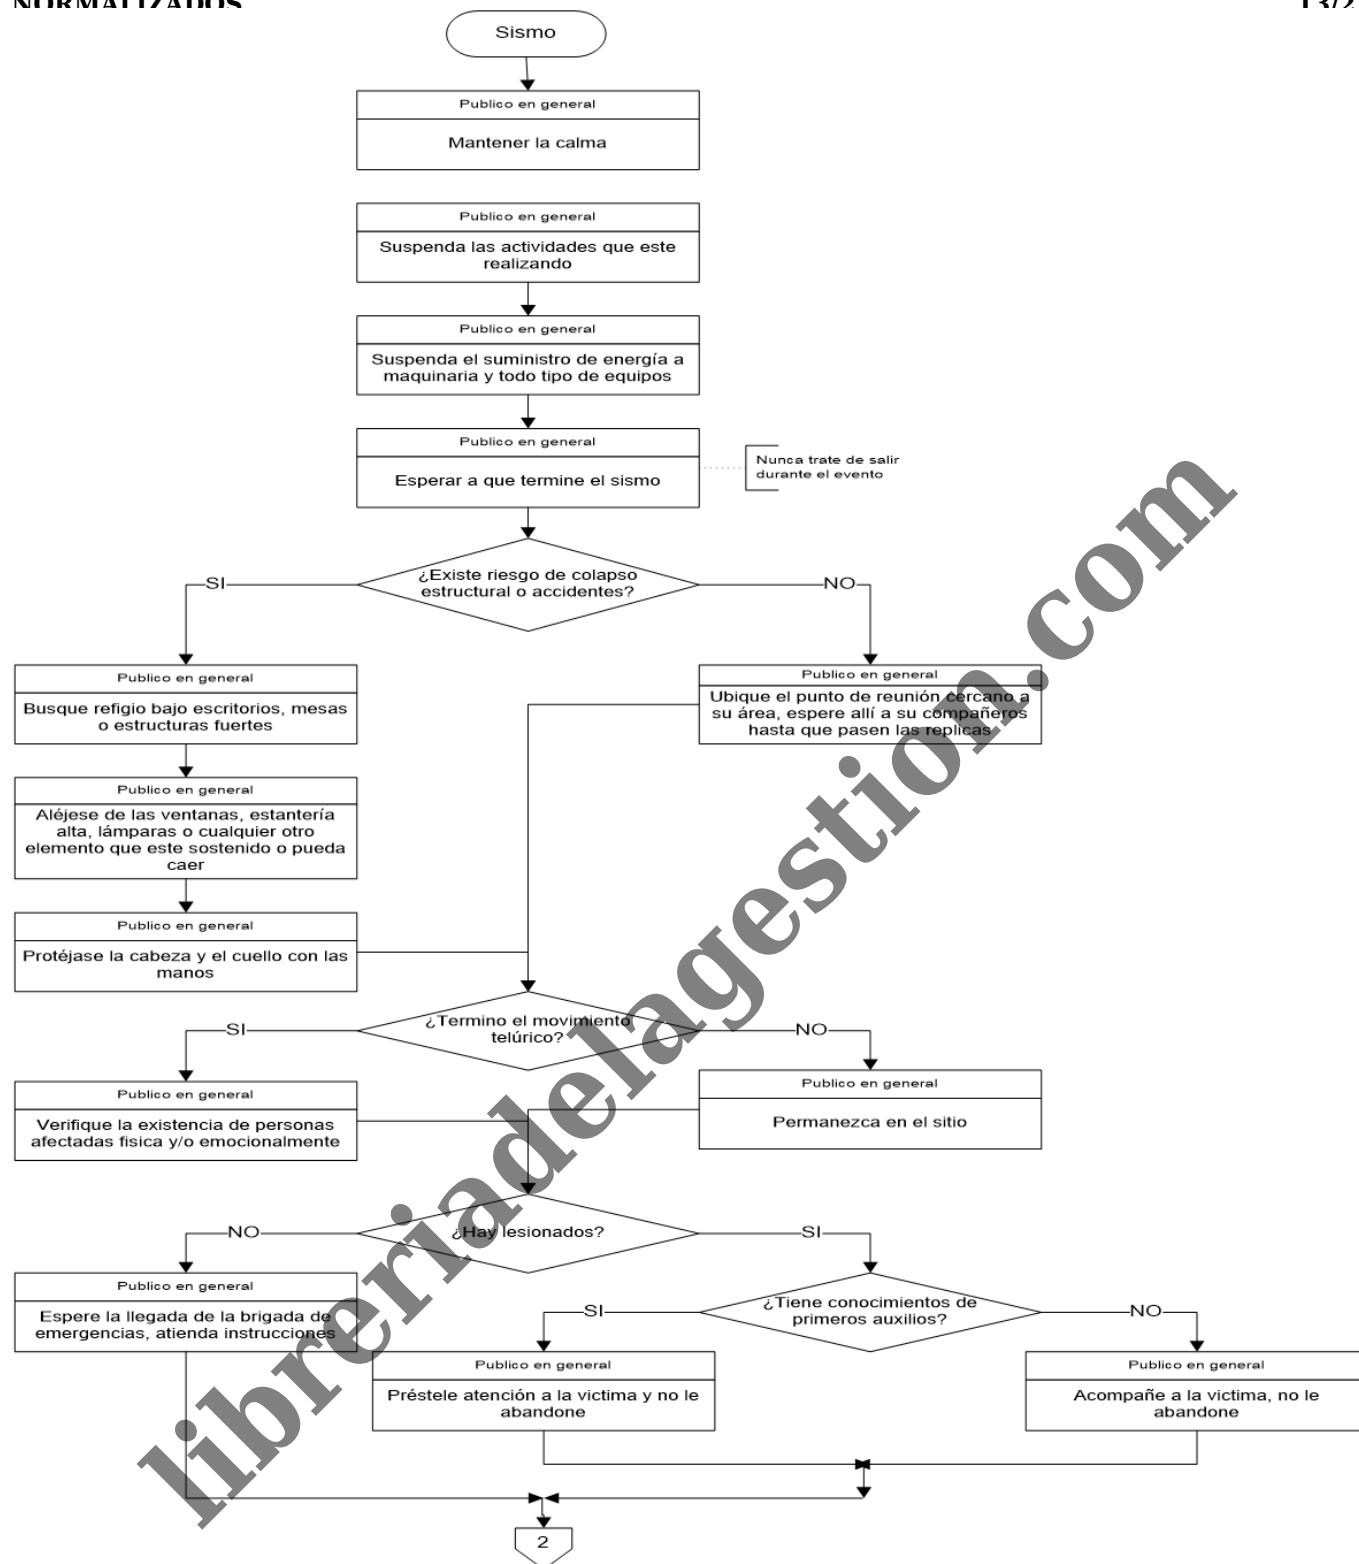 NORMALIZADOS
Sismo
Publico en general
Mantener la calma
Publico en general
Suspenda las actividades que este
realizando
Publico en general
Suspenda el suministro de energía a
maquinaria y todo tipo de equipos
Publico en general
Esperar a que termine el sismo
Nunca trate de salir
durante el evento
¿Existe riesgo de colapso
estructural o accidentes?
SI
NO
Publico en general
Busque refigio bajo escritorios, mesas
o estructuras fuertes
Publico en general
Ubique el punto de reunión cercano a
su área, espere allí a su compañeros
hasta que pasen las replicas
Publico en general
Aléjese de las ventanas, estantería
alta, lámparas o cualquier otro
elemento que este sostenido o pueda
caer
Publico en general
Protéjase la cabeza y el cuello con las
manos
¿Termino el movimiento
telúrico?
SI
NO
Publico en general
Verifique la existencia de personas
afectadas fisica y/o emocionalmente
Publico en general
Permanezca en el sitio
¿Hay lesionados?
NO
SI
Publico en general
Espere la llegada de la brigada de
emergencias, atienda instrucciones
¿Tiene conocimientos de
primeros auxilios?
SI
NO
Publico en general
Préstele atención a la victima y no le
abandone
Publico en general
Acompañe a la victima, no le
abandone
2
libreriadelagestion.com